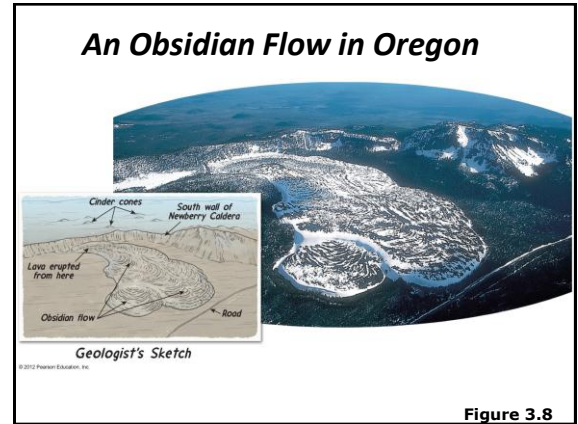 An Obsidian Flow in Oregon
Cinder cones
South wall of
Newberry Caldera
Lava erupted
from here
Obsidian flow
Road
Geologist's Sketch
© 2012 Pearson Education, Inc.
Figure 3.8